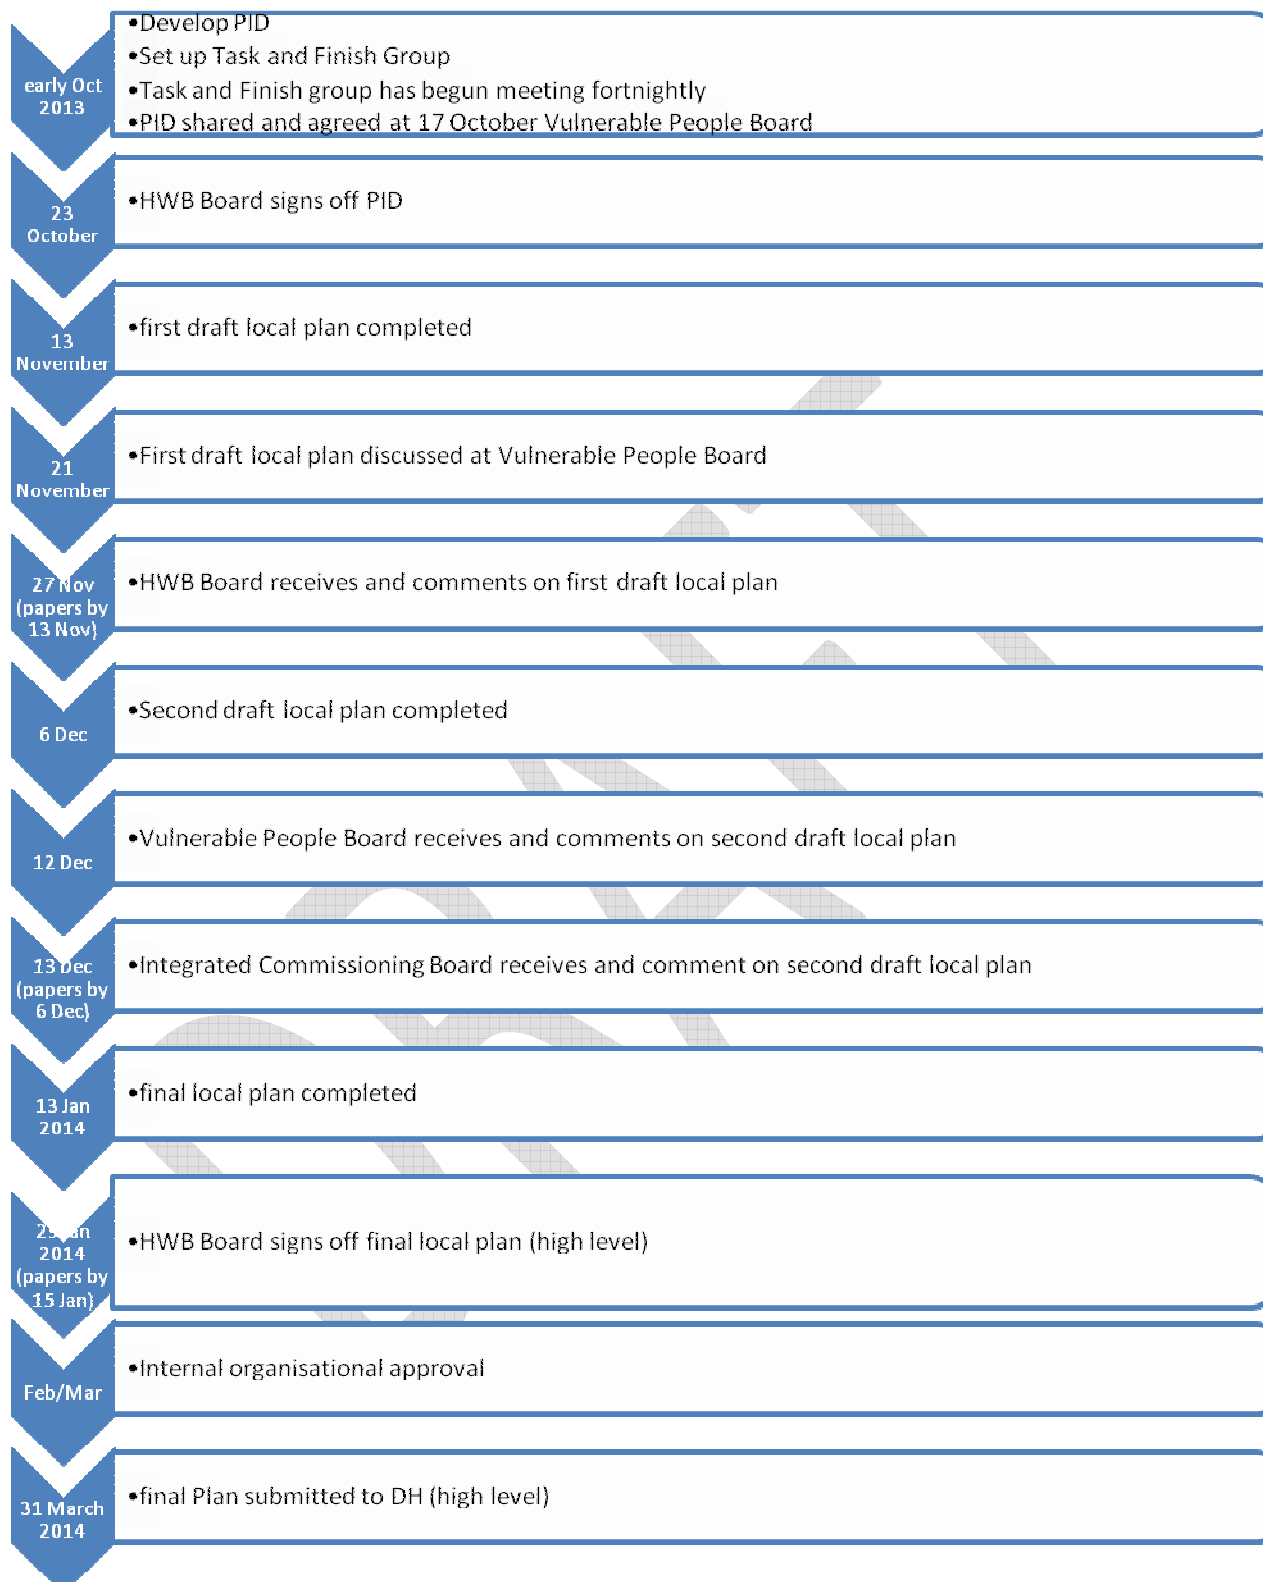 early Oct
2013
•Develop PID
•Set up Task and Finish Group
•Task and Finish group has begun meeting fortnightly
•PID shared and agreed at 17 October Vulnerable People Board
23
October
•HWB Board signs off PID
13
November
•first draft local plan completed
21
November
•First draft local plan discussed at Vulnerable People Board
27 Nov
(papers by
13 Nov)
•HWB Board receives and comments on first draft local plan
6 Dec
•Second draft local plan completed
12 Dec
•Vulnerable People Board receives and comments on second draft local plan
13 Dec
(papers by
6 Dec)
•Integrated Commissioning Board receives and comment on second draft local plan
13 Jan
2014
•final local plan completed
2014
(papers by
15 Jan)
•HWB Board signs off final local plan (high level)
Feb/Mar
•Internal organisational approval
31 March
2014
•final Plan submitted to DH (high level)
DRAFT